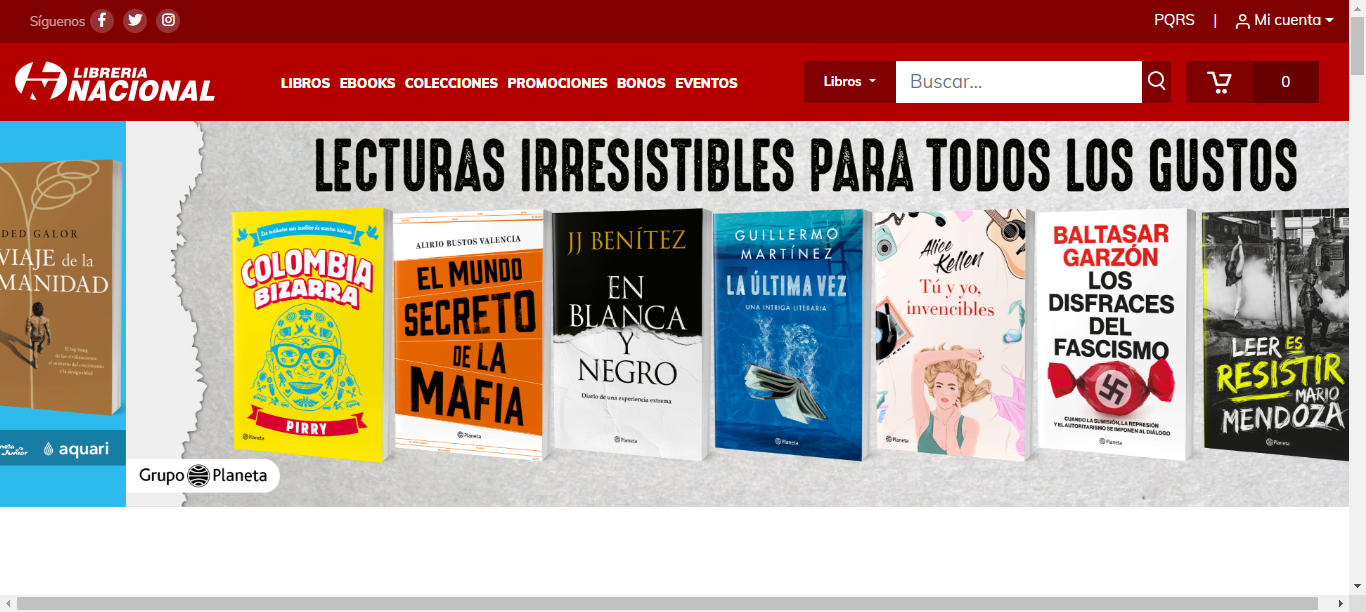 Síguenos
PQRS | Mi cuenta
LIBRERIA
NACIONAL
LIBROS EBOOKS COLECCIONES PROMOCIONES BONOS EVENTOS
Libros
Buscar...
0
LECTURAS IRRESISTIBLES PARA TODOS LOS GUSTOS
DED GALOR
VIAJE de la
MANIDAD
aquari
COLOMBIA
BIZARRA
PIRRY
Planeta
ALIRIO BUSTOS VALENCIA
EL MUNDO
SECRETO
DE LA
MAFIA
Planeta
JJ BENÍTEZ
EN
BLANCA
Y
NEGRO
Diario de una experiencia extrema
Planeta
GUILLERMO
MARTÍNEZ
LA ÚLTIMA VEZ
UNA INTRIGA LITERARIA
Planeta
Alice
Kellen
Tú y yo,
invencibles
Planeta
BALTASAR
GARZÓN
LOS
DISFRACES
DEL
FASCISMO
CUANDO LA SUMISIÓN, LA REPRESIÓN
Y EL AUTORITARISMO SE IMPONEN AL DIÁLOGO
Planeta
LEER ES
RESISTIR
MARIO
MENDOZA
Planeta
Grupo Planeta